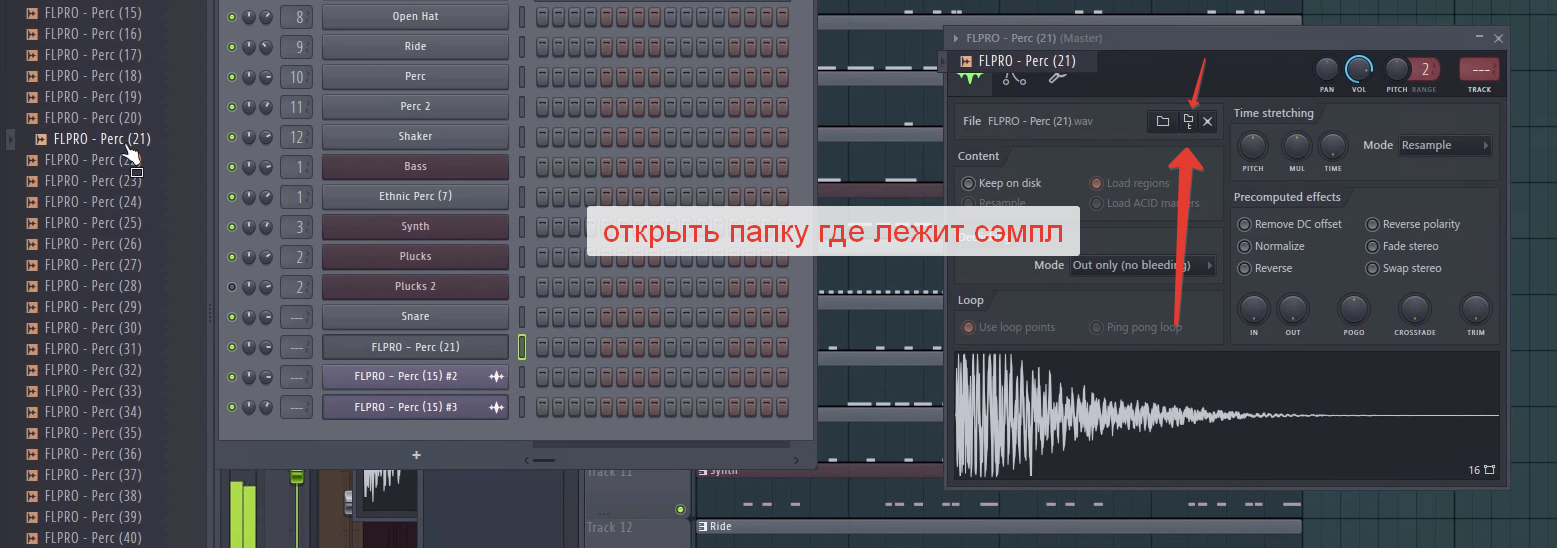 FLPRO - Perc (15)
FLPRO - Perc (16)
FLPRO - Perc (17)
FLPRO - Perc (18)
FLPRO - Perc (19)
FLPRO - Perc (20)
FLPRO - Perc (21)
FLPRO - Perc
FLPRO - Perc (23)
FLPRO - Perc (24)
FLPRO - Perc (25)
FLPRO - Perc (26)
FLPRO - Perc (27)
FLPRO - Perc (28)
FLPRO - Perc (29)
FLPRO - Perc (30)
FLPRO - Perc (31)
FLPRO - Perc (32)
FLPRO - Perc (33)
FLPRO - Perc (34)
FLPRO - Perc (35)
FLPRO - Perc (36)
FLPRO - Perc (37)
FLPRO - Perc (38)
FLPRO - Perc (39)
FLPRO - Perc (40)
8 Open Hat
9 Ride
10 Perc
11 Perc 2
12 Shaker
1 Bass
1 Ethnic Perc (7)
3 Synth
2 Plucks
2 Plucks 2
--- Snare
--- FLPRO - Perc (21)
--- FLPRO - Perc (15) #2
--- FLPRO - Perc (15) #3
+
открыть папку где лежит сэмпл
Track 11
...
Synth
Track 12
Ride
FLPRO - Perc (21) (Master)
FLPRO - Perc (21)
2 ---
PAN VOL PITCH RANGE TRACK
File FLPRO - Perc (21).wav
Content
Keep on disk Load regions
Resample Load ACID markers
Mode Out only (no bleeding)
Loop
Use loop points Ping pong loop
Time stretching
Mode Resample
PITCH MUL TIME
Precomputed effects
Remove DC offset Reverse polarity
Normalize Fade stereo
Reverse Swap stereo
IN OUT POGO CROSSFADE TRIM
16